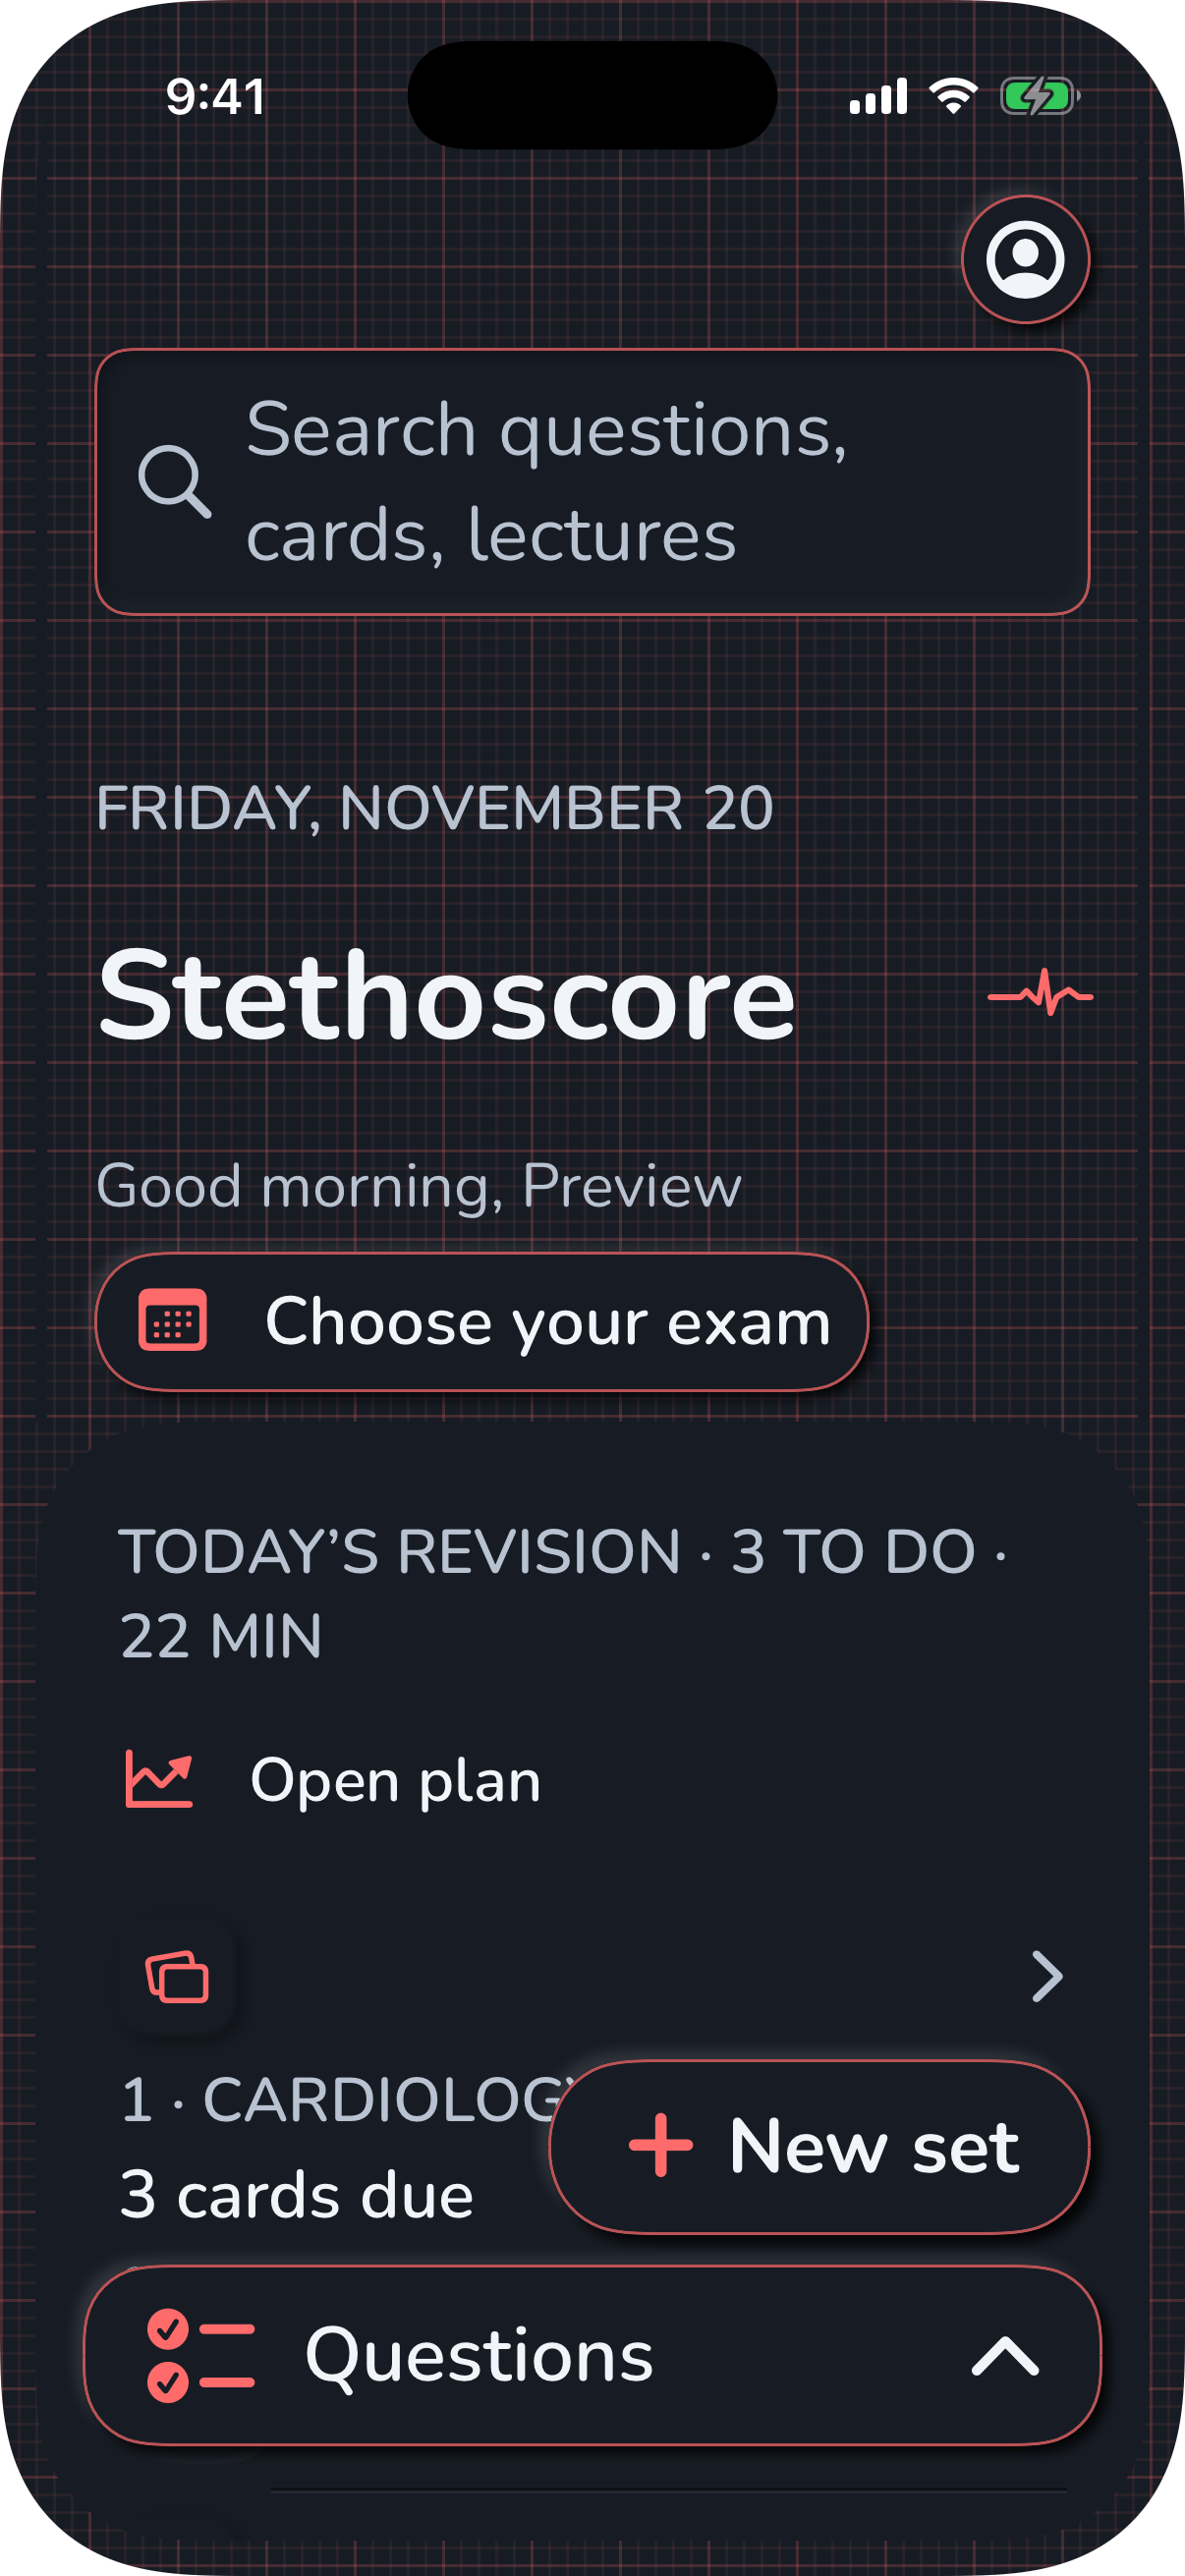 9:41
Search questions,
cards, lectures
FRIDAY, NOVEMBER 20
Stethoscore
Good morning, Preview
Choose your exam
TODAY’S REVISION · 3 TO DO ·
22 MIN
Open plan
1 · CARDIOLOGY
3 cards due
New set
Questions